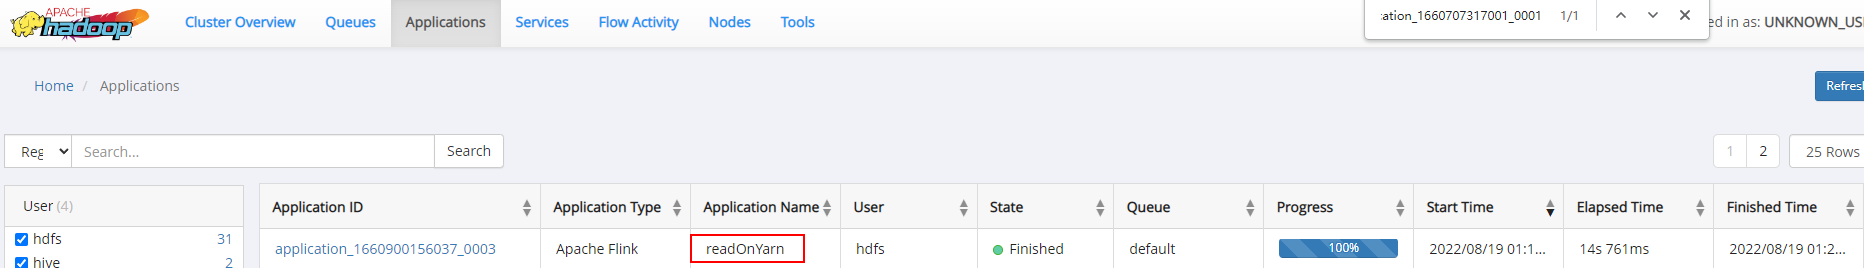 APACHE
hadoop
Cluster Overview Queues Applications Services Flow Activity Nodes Tools
cation_1660707317001_0001 1/1
ed in as: UNKNOWN_US
Home / Applications
Refresh
Reg Search... Search
1 2 25 Rows
User (4)
Application ID Application Type Application Name User State Queue Progress Start Time Elapsed Time Finished Time
hdfs 31
application_1660900156037_0003 Apache Flink readOnYarn hdfs Finished default 100% 2022/08/19 01:1... 14s 761ms 2022/08/19 01:2...
hive 2